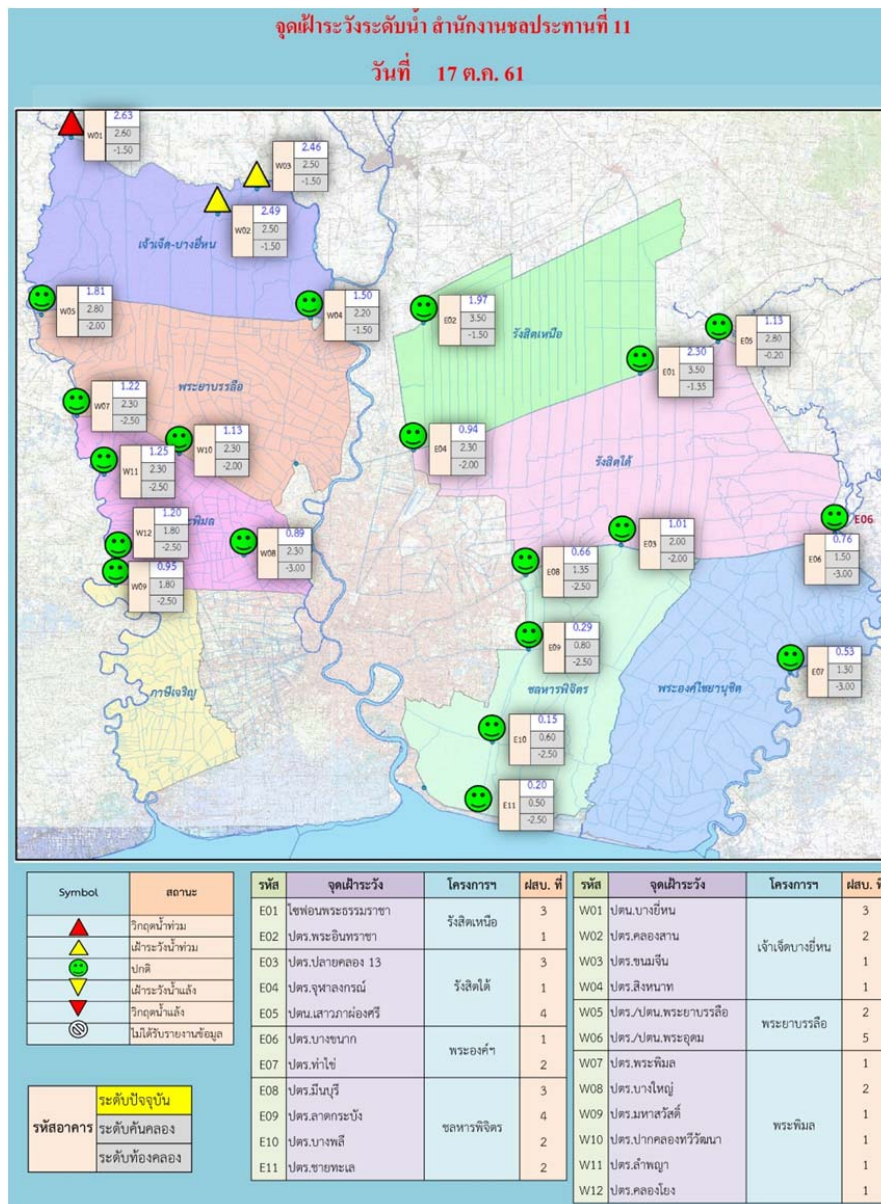 จุดเฝ้าระวังระดับน้ำ สำนักงานชลประทานที่ 11
วันที่ 17 ต.ค. 61
W01 2.63 2.60 -1.50
W03 2.46 2.50 -1.50
W02 2.49 2.50 -1.50
เจ้าเจ็ด-บางยี่หน
W05 1.81 2.80 -2.00
W04 1.50 2.20 -1.50
E02 1.97 3.50 -1.50
รังสิตเหนือ
E05 1.13 2.80 -0.20
E01 2.30 3.50 -1.35
พระยาบรรลือ
W07 1.22 2.30 -2.50
W10 1.13 2.30 -2.00
E04 0.94 2.30 -2.00
รังสิตใต้
W11 1.25 2.30 -2.50
W12 1.20 1.80 -2.50
ะพิมล
W08 0.89 2.30 -3.00
E03 1.01 2.00 -2.00
E06
E06 0.76 1.50 -3.00
W09 0.95 1.80 -2.50
E08 0.66 1.35 -2.50
E09 0.29 0.80 -2.50
E07 0.53 1.30 -3.00
ภาษีเจริญ
ชลหารพิจิตร
พระองค์ไชยานุชิต
E10 0.15 0.60 -2.50
E11 0.20 0.50 -2.50
Symbol สถานะ
วิกฤตน้ำท่วม
เฝ้าระวังน้ำท่วม
ปกติ
เฝ้าระวังน้ำแล้ง
วิกฤตน้ำแล้ง
ไม่ได้รับรายงานข้อมูล
รหัสอาคาร
ระดับปัจจุบัน
ระดับคันคลอง
ระดับท้องคลอง
รหัส จุดเฝ้าระวัง โครงการฯ ฝสบ. ที่
E01 ไซฟ่อนพระธรรมราชา รังสิตเหนือ 3
E02 ปตร.พระอินทราชา 1
E03 ปตร.ปลายคลอง 13 รังสิตใต้ 3
E04 ปตร.จุฬาลงกรณ์ 1
E05 ปตน.เสาวภาผ่องศรี 4
E06 ปตร.บางขนาก พระองค์ฯ 1
E07 ปตร.ท่าไข่ 2
E08 ปตร.มีนบุรี ชลหารพิจิตร 3
E09 ปตร.ลาดกระบัง 4
E10 ปตร.บางพลี 2
E11 ปตร.ชายทะเล 2
รหัส จุดเฝ้าระวัง โครงการฯ ฝสบ. ที่
W01 ปตน.บางยี่หน เจ้าเจ็ดบางยี่หน 3
W02 ปตร.คลองสาน 2
W03 ปตร.ขนมจีน 1
W04 ปตร.สิงหนาท 1
W05 ปตร./ปตน.พระยาบรรลือ พระยาบรรลือ 2
W06 ปตร./ปตน.พระอุดม 5
W07 ปตร.พระพิมล พระพิมล 1
W08 ปตร.บางใหญ่ 2
W09 ปตร.มหาสวัสดิ์ 1
W10 ปตร.ปากคลองทวีวัฒนา 1
W11 ปตร.ลำพญา 1
W12 ปตร.คลองโยง 1